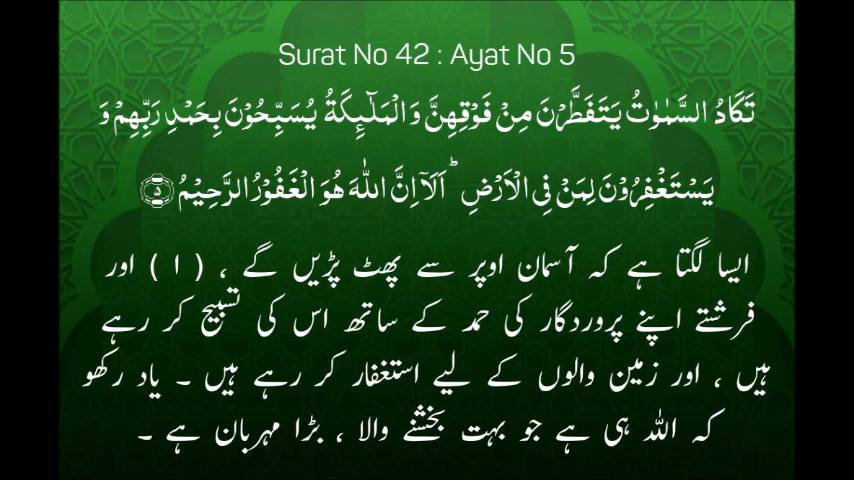 Surat No 42 : Ayat No 5
تَكَادُ السَّمٰوٰتُ يَتَفَطَّرْنَ مِنْ فَوْقِهِنَّ وَ الْمَلٰٓئِكَةُ يُسَبِّحُوْنَ بِحَمْدِ رَبِّهِمْ وَ
يَسْتَغْفِرُوْنَ لِمَنْ فِی الْاَرْضِ ؕ اَلَاۤ اِنَّ اللّٰهَ هُوَ الْغَفُوْرُ الرَّحِیْمُ ﴿۵﴾
ایسا لگتا ہے کہ آسمان اوپر سے پھٹ پڑیں گے ، ( ۱ ) اور
فرشتے اپنے پروردگار کی حمد کے ساتھ اس کی تسبیح کر رہے
ہیں ، اور زمین والوں کے لیے استغفار کر رہے ہیں ۔ یاد رکھو
کہ اللہ ہی ہے جو بہت بخشنے والا ، بڑا مہربان ہے ۔